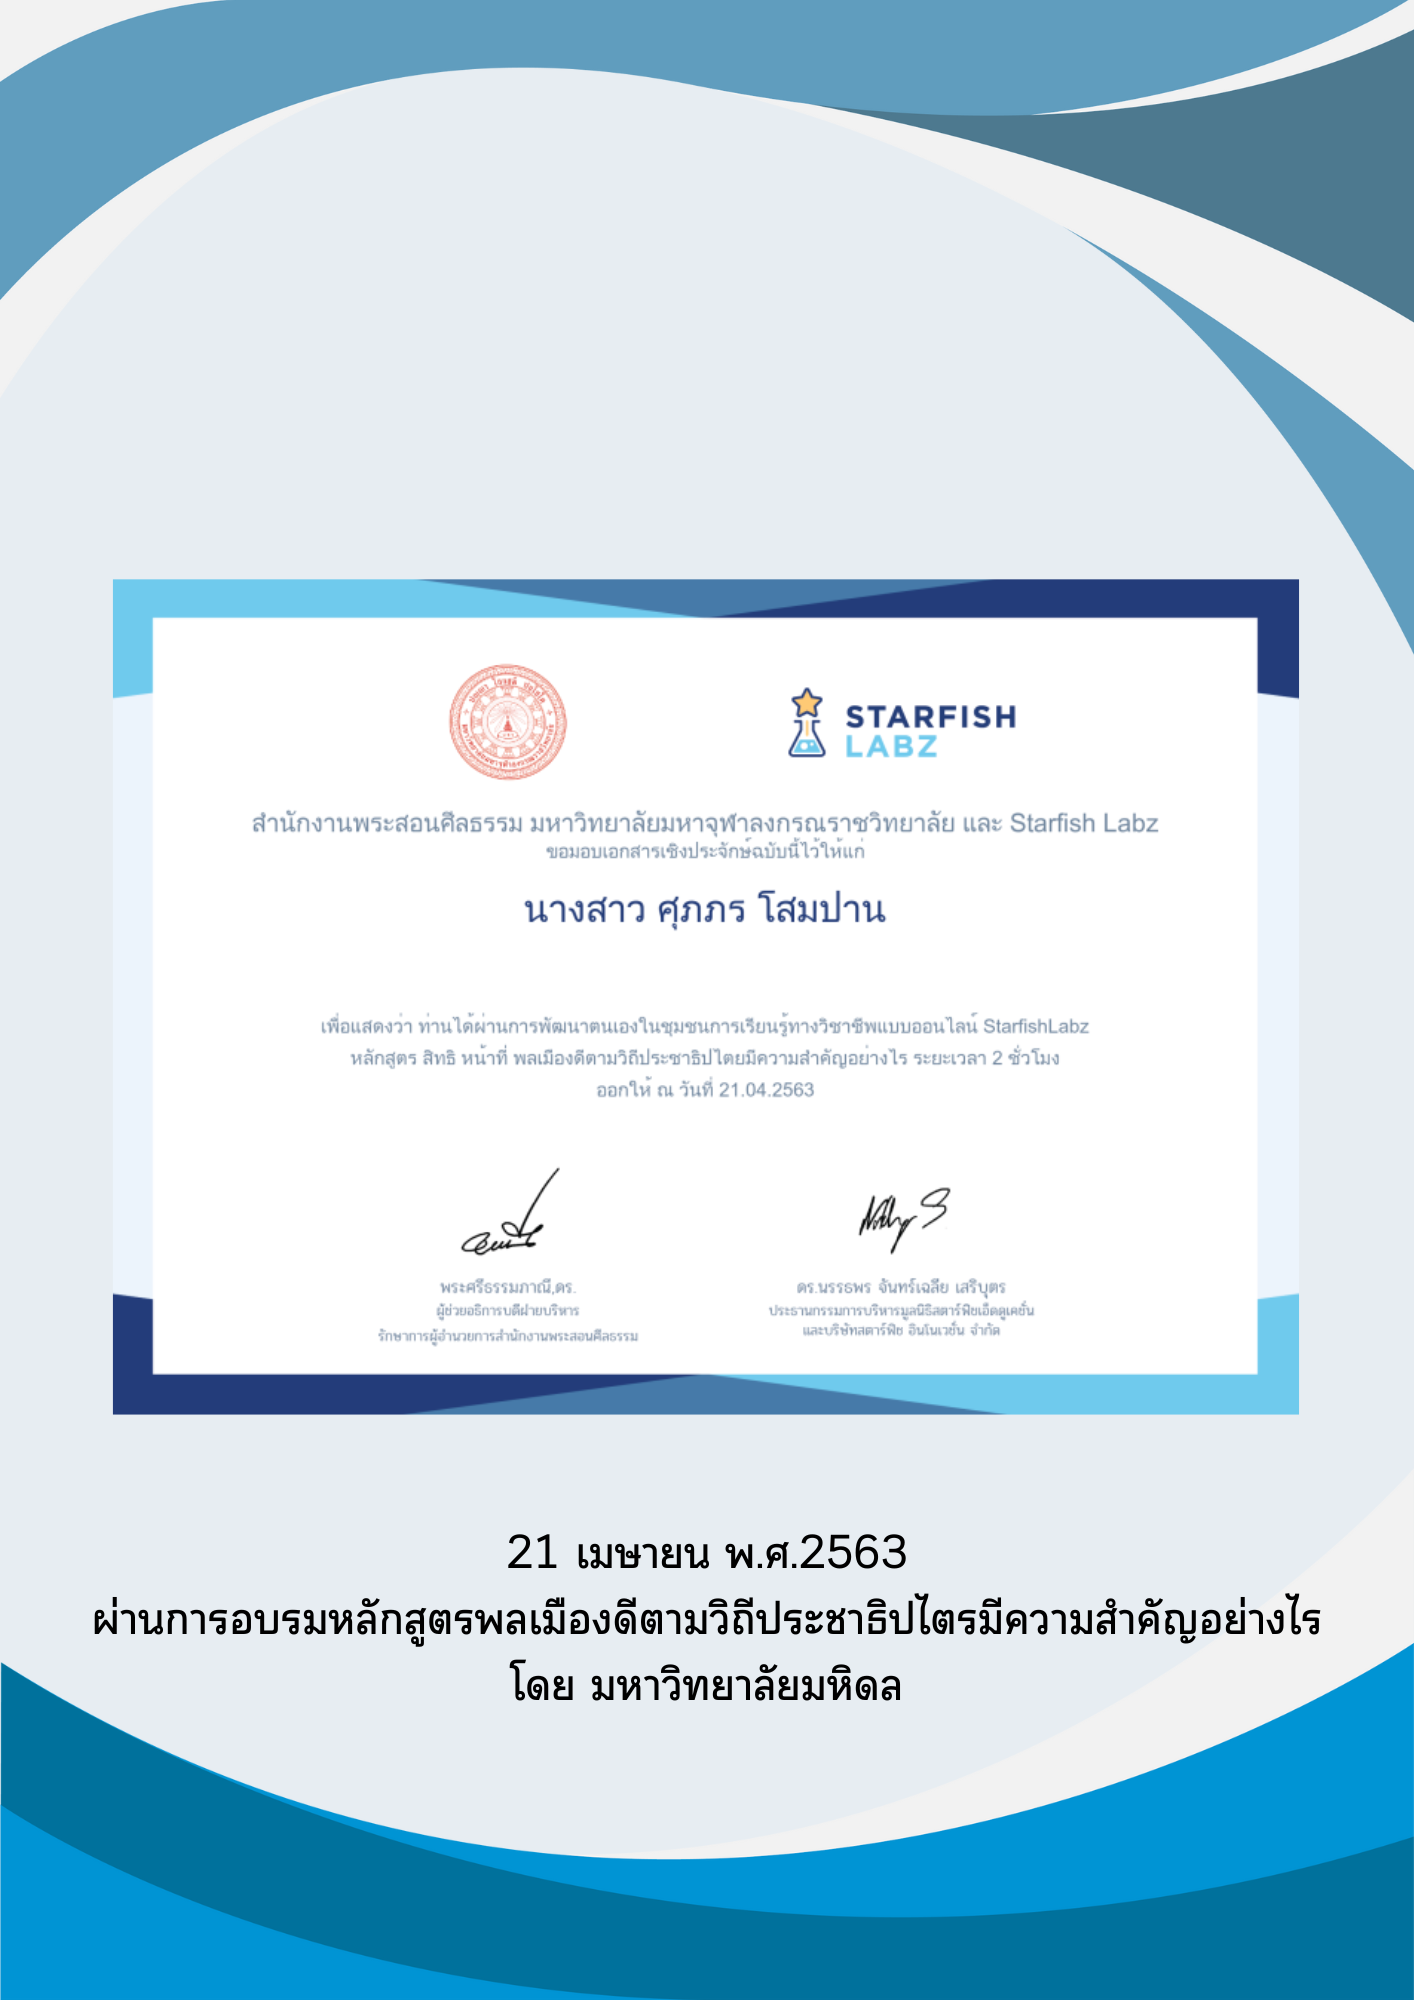 STARFISH
LABZ
สำนักงานพระสอนศีลธรรม มหาวิทยาลัยมหาจุฬาลงกรณราชวิทยาลัย และ Starfish Labz
ขอมอบเอกสารเชิงประจักษ์ฉบับนี้ไว้ให้แก่
นางสาว ศุภภร โสมปาน
เพื่อแสดงว่า ท่านได้ผ่านการพัฒนาตนเองในชุมชนการเรียนรู้ทางวิชาชีพแบบออนไลน์ StarfishLabz
หลักสูตร สิทธิ หน้าที่ พลเมืองดีตามวิถีประชาธิปไตยมีความสำคัญอย่างไร ระยะเวลา 2 ชั่วโมง
ออกให้ ณ วันที่ 21.04.2563
พระศรีธรรมภาณี,ดร.
ผู้ช่วยอธิการบดีฝ่ายบริหาร
รักษาการผู้อำนวยการสำนักงานพระสอนศีลธรรม
ดร.นรรธพร จันทร์เฉลี่ย เสริบุตร
ประธานกรรมการบริหารมูลนิธิสตาร์ฟิชเอ็ดดูเคชั่น
และบริษัทสตาร์ฟิช อินโนเวชั่น จำกัด
21 เมษายน พ.ศ.2563
ผ่านการอบรมหลักสูตรพลเมืองดีตามวิถีประชาธิปไตรมีความสำคัญอย่างไร
โดย มหาวิทยาลัยมหิดล